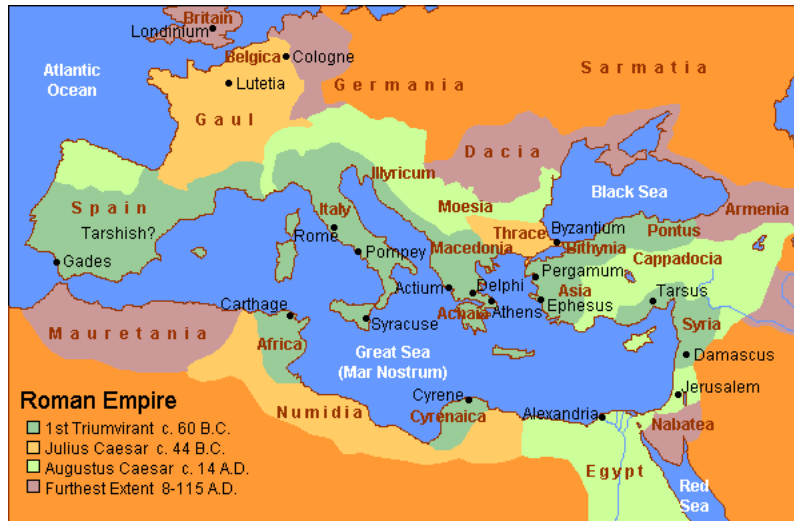 Britain
Londinium
Belgica
Cologne
Atlantic
Ocean
Lutetia
Germania
Sarmatia
Gaul
Dacia
Illyricum
Black Sea
Spain
Italy
Moesia
Armenia
Tarshish?
Rome
Thrace
Byzantium
Pontus
Macedonia
Bithynia
Pompey
Cappadocia
Gades
Pergamum
Actium
Delphi
Asia
Tarsus
Carthage
Achaia
Athens
Ephesus
Syracuse
Syria
Mauretania
Africa
Great Sea
(Mar Nostrum)
Damascus
Cyrene
Jerusalem
Roman Empire
Numidia
Cyrenaica
Alexandria
Nabatea
1st Triumvirant c. 60 B.C.
Julius Caesar c. 44 B.C.
Augustus Caesar c. 14 A.D.
Furthest Extent 8-115 A.D.
Egypt
Red
Sea